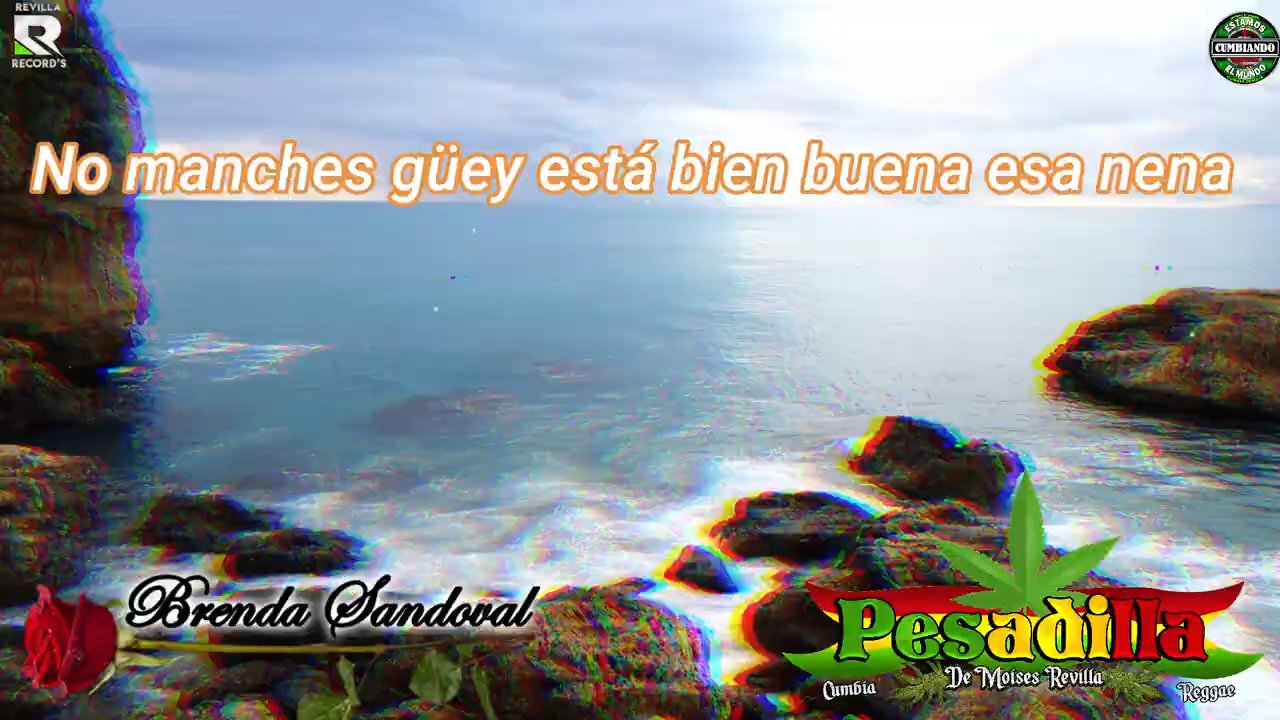 REVILLA
R
RECORD'S
ESTAMOS
CUMBIANDO
EL MUNDO
No manches güey está bien buena esa nena
Brenda Sandoval
Pesadilla
De Moises Revilla
Cumbia
Reggae